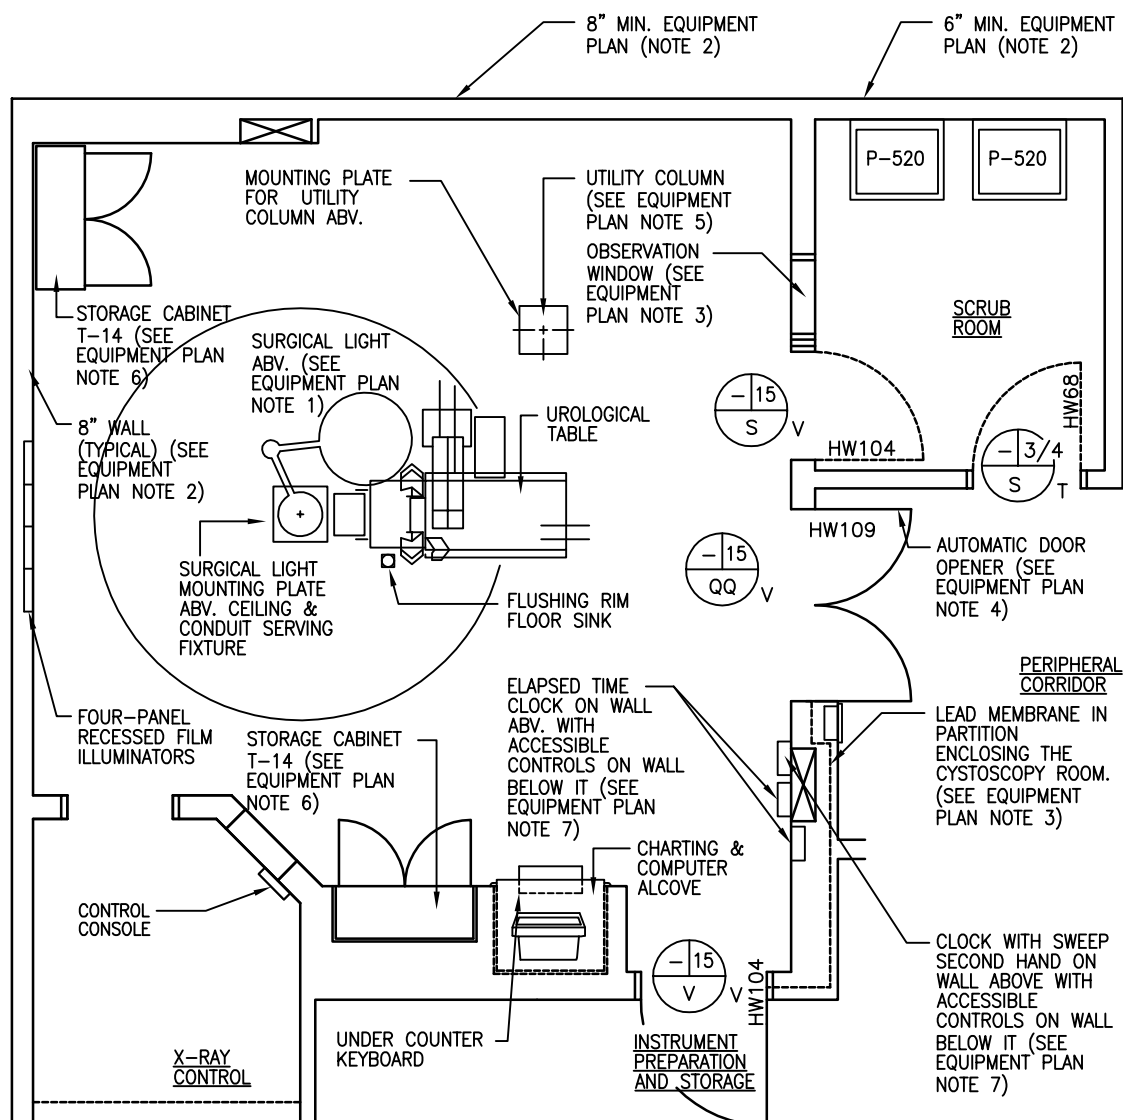 8” MIN. EQUIPMENT
PLAN (NOTE 2)
6” MIN. EQUIPMENT
PLAN (NOTE 2)
P-520
P-520
MOUNTING PLATE
FOR UTILITY
COLUMN ABV.
UTILITY COLUMN
(SEE EQUIPMENT
PLAN NOTE 5)
OBSERVATION
WINDOW (SEE
EQUIPMENT
PLAN NOTE 3)
SCRUB
ROOM
STORAGE CABINET
T-14 (SEE
EQUIPMENT PLAN
NOTE 6)
SURGICAL LIGHT
ABV. (SEE
EQUIPMENT PLAN
NOTE 1)
8” WALL
(TYPICAL) (SEE
EQUIPMENT
PLAN NOTE 2)
UROLOGICAL
TABLE
- 15
S
V
HW104
HW68
- 3/4
S
T
HW109
SURGICAL LIGHT
MOUNTING PLATE
ABV. CEILING &
CONDUIT SERVING
FIXTURE
FLUSHING RIM
FLOOR SINK
- 15
QQ
V
AUTOMATIC DOOR
OPENER (SEE
EQUIPMENT PLAN
NOTE 4)
PERIPHERAL
CORRIDOR
FOUR-PANEL
RECESSED FILM
ILLUMINATORS
STORAGE CABINET
T-14 (SEE
EQUIPMENT PLAN
NOTE 6)
ELAPSED TIME
CLOCK ON WALL
ABV. WITH
ACCESSIBLE
CONTROLS ON WALL
BELOW IT (SEE
EQUIPMENT PLAN
NOTE 7)
LEAD MEMBRANE IN
PARTITION
ENCLOSING THE
CYSTOSCOPY ROOM.
(SEE EQUIPMENT
PLAN NOTE 3)
CHARTING &
COMPUTER
ALCOVE
CONTROL
CONSOLE
- 15
V
V
HW104
CLOCK WITH SWEEP
SECOND HAND ON
WALL ABOVE WITH
ACCESSIBLE
CONTROLS ON WALL
BELOW IT (SEE
EQUIPMENT PLAN
NOTE 7)
UNDER COUNTER
KEYBOARD
INSTRUMENT
PREPARATION
AND STORAGE
X-RAY
CONTROL